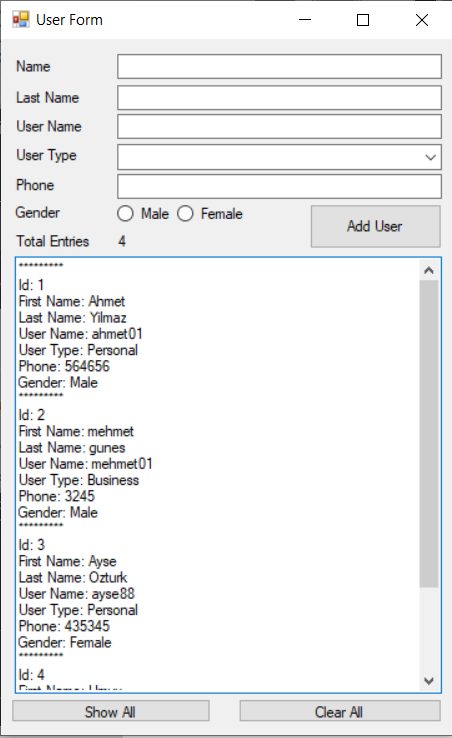 User Form
Name
Last Name
User Name
User Type
Phone
Gender Male Female
Add User
Total Entries 4
*********
Id: 1
First Name: Ahmet
Last Name: Yilmaz
User Name: ahmet01
User Type: Personal
Phone: 564656
Gender: Male
*********
Id: 2
First Name: mehmet
Last Name: gunes
User Name: mehmet01
User Type: Business
Phone: 3245
Gender: Male
*********
Id: 3
First Name: Ayse
Last Name: Ozturk
User Name: ayse88
User Type: Personal
Phone: 435345
Gender: Female
*********
Id: 4
First Name:
Show All Clear All